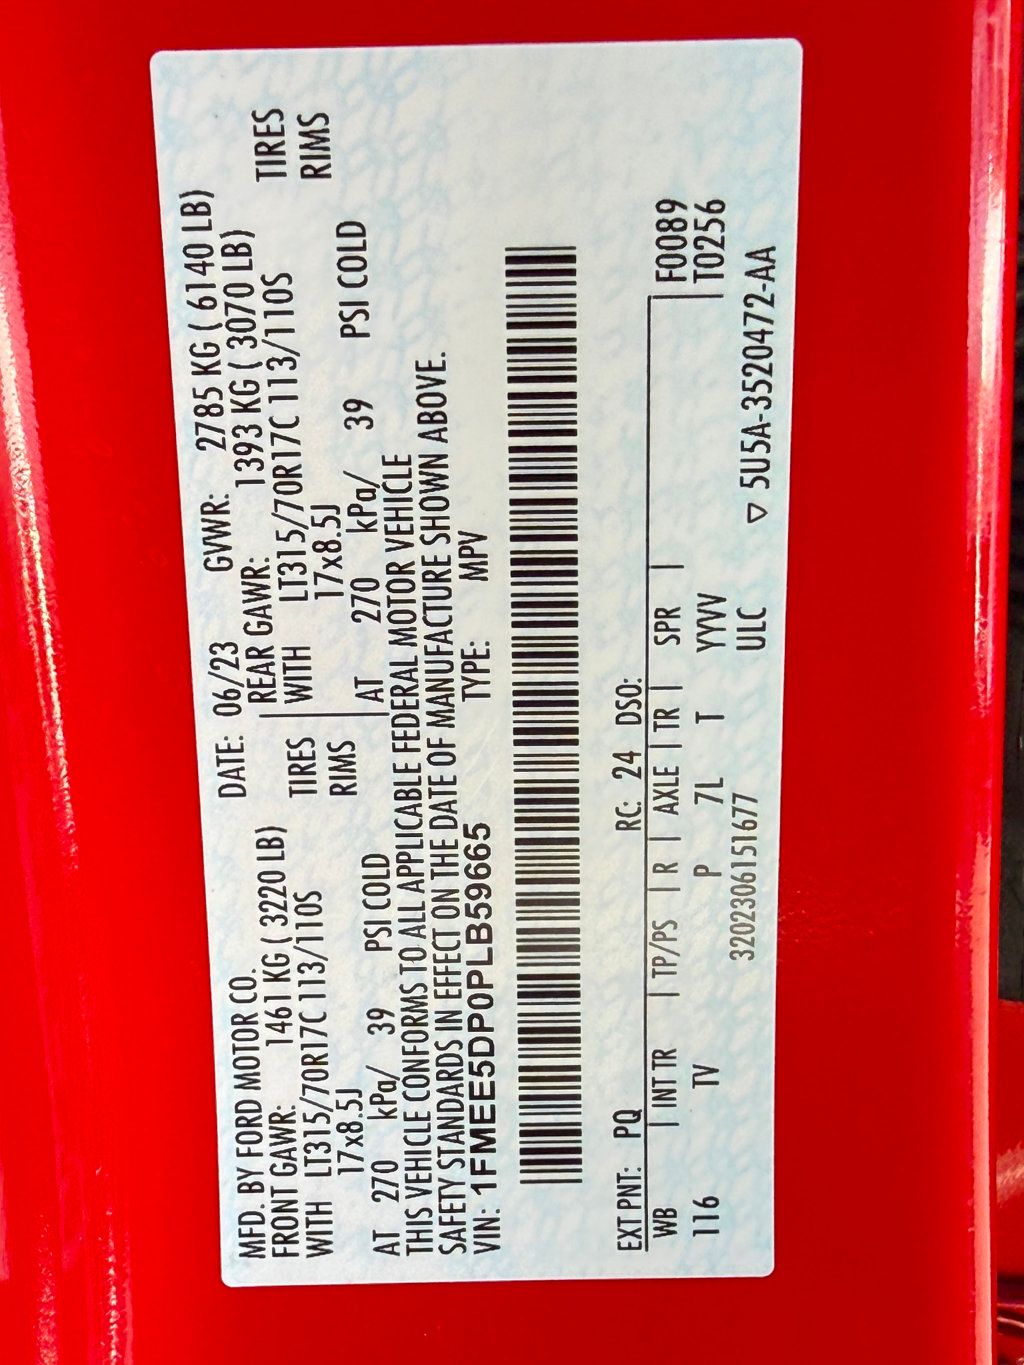 MFD. BY FORD MOTOR CO. DATE: 06/23 GVWR: 2785 KG ( 6140 LB)
FRONT GAWR: 1461 KG ( 3220 LB) REAR GAWR: 1393 KG ( 3070 LB)
WITH LT315/70R17C 113/110S TIRES WITH LT315/70R17C 113/110S TIRES
17x8.5J RIMS 17x8.5J RIMS
AT 270 kPa/ 39 PSI COLD AT 270 kPa/ 39 PSI COLD
THIS VEHICLE CONFORMS TO ALL APPLICABLE FEDERAL MOTOR VEHICLE
SAFETY STANDARDS IN EFFECT ON THE DATE OF MANUFACTURE SHOWN ABOVE.
VIN: 1FMEE5DP0PLB59665 TYPE: MPV
EXT PNT: PQ RC: 24 DSO:
WB INT TR TP/PS R AXLE TR SPR F0089
116 TV P 7L T YYVV T0256
3202306151677 ULC
▽ 5U5A-3520472-AA